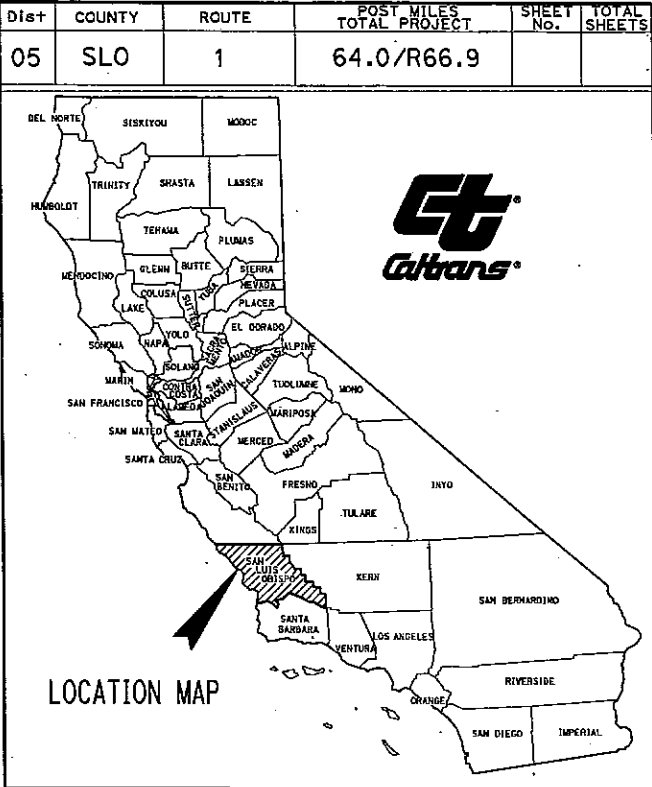 Dist COUNTY ROUTE POST MILES TOTAL PROJECT SHEET No. TOTAL SHEETS
05 SLO 1 64.0/R66.9
DEL NORTE
SISKIYOU
MODOC
HUMBOLDT
TRINITY
SHASTA
LASSEN
TEHAMA
PLUMAS
MENDOCINO
GLENN
BUTTE
SIERRA
NEVADA
COLUSA
SUTTER
YUBA
PLACER
LAKE
EL DORADO
SONOMA
NAPA
YOLO
SACRA
MENTO
AMADOR
ALPINE
SOLANO
CALAVERAS
MARIN
CONTRA
COSTA
SAN
JOAQUIN
TUOLUMNE
MONO
SAN FRANCISCO
ALAMEDA
STANISLAUS
MARIPOSA
SAN MATEO
SANTA
CLARA
MERCED
MADERA
SANTA CRUZ
SAN
BENITO
FRESNO
INYO
TULARE
KINGS
SAN
LUIS
OBISPO
KERN
SAN BERNARDINO
SANTA
BARBARA
VENTURA
LOS ANGELES
ORANGE
RIVERSIDE
SAN DIEGO
IMPERIAL
LOCATION MAP
Ct
Caltrans